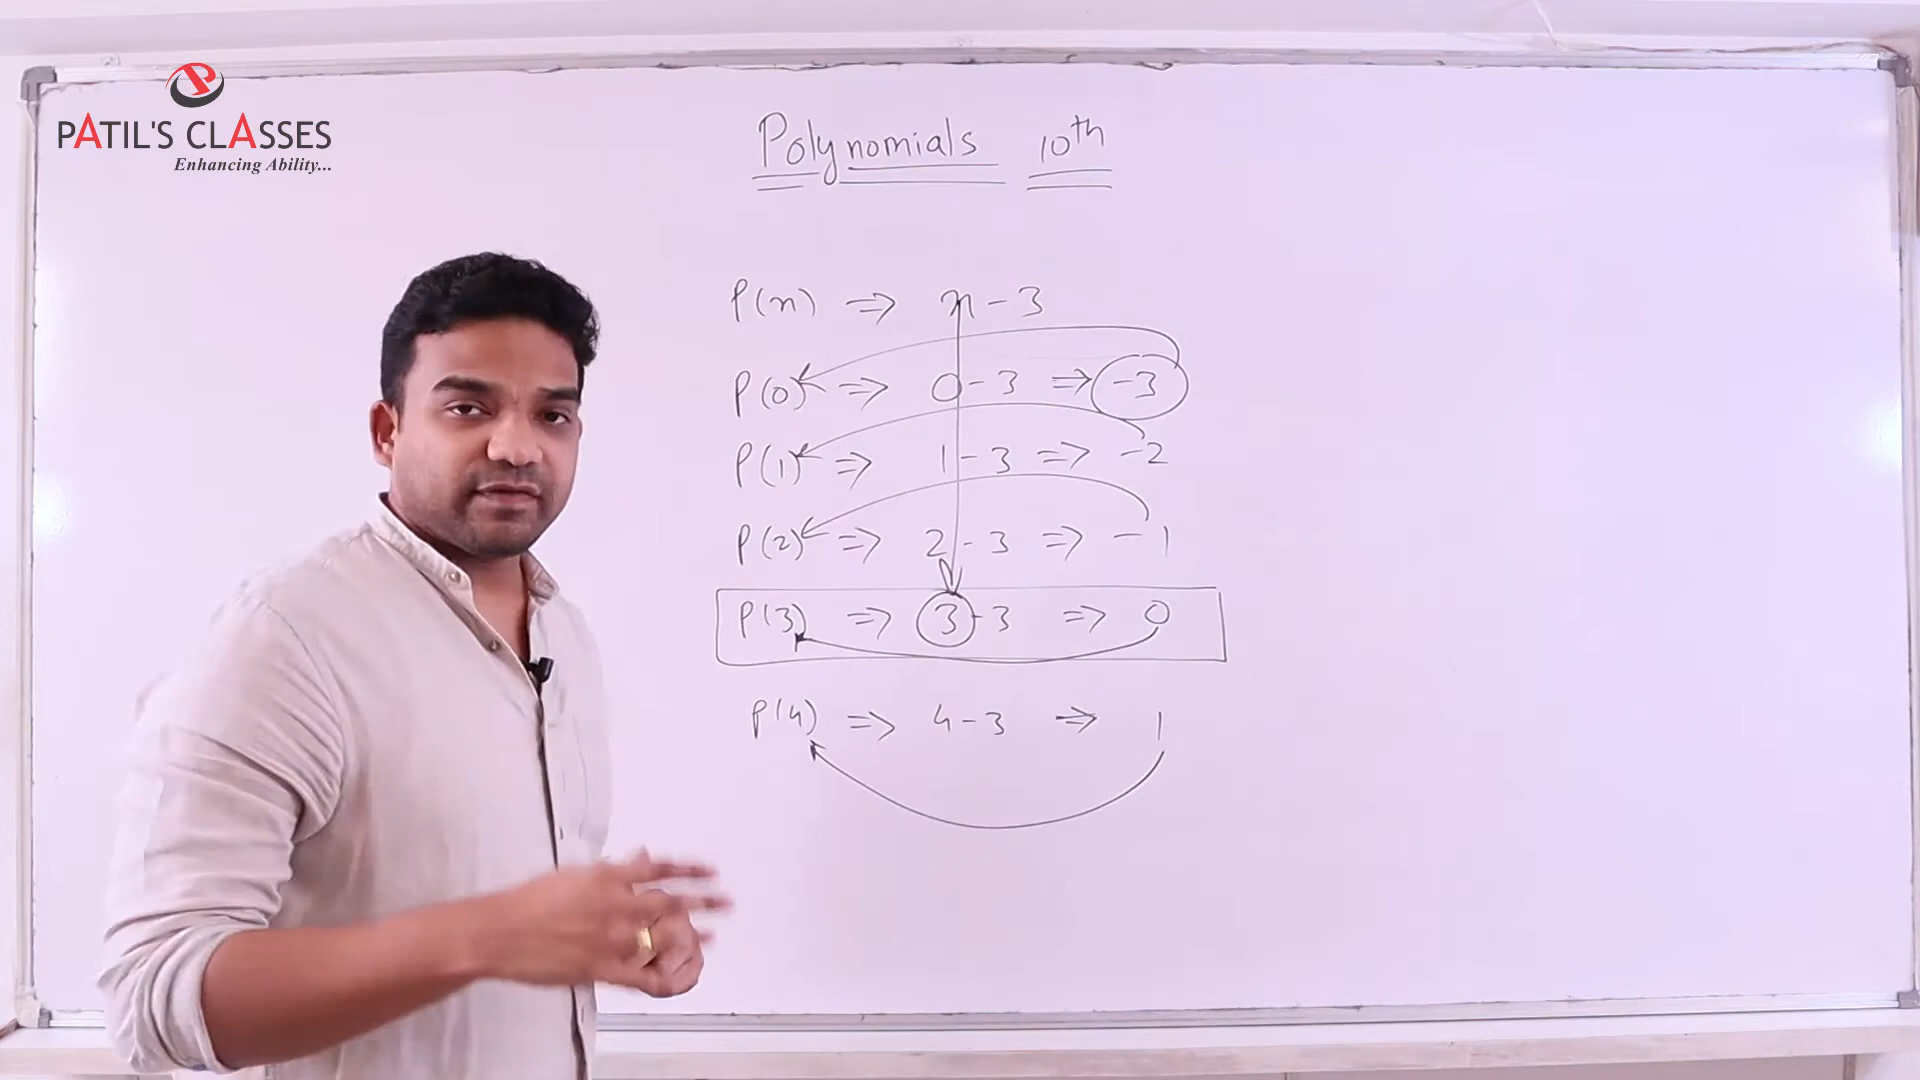 PATIL'S CLASSES
Enhancing Ability...
Polynomials 10th
P(x) ⇒ x-3
P(0) ⇒ 0-3 ⇒ -3
P(1) ⇒ 1-3 ⇒ -2
P(2) ⇒ 2-3 ⇒ -1
P(3) ⇒ 3-3 ⇒ 0
P(4) ⇒ 4-3 ⇒ 1